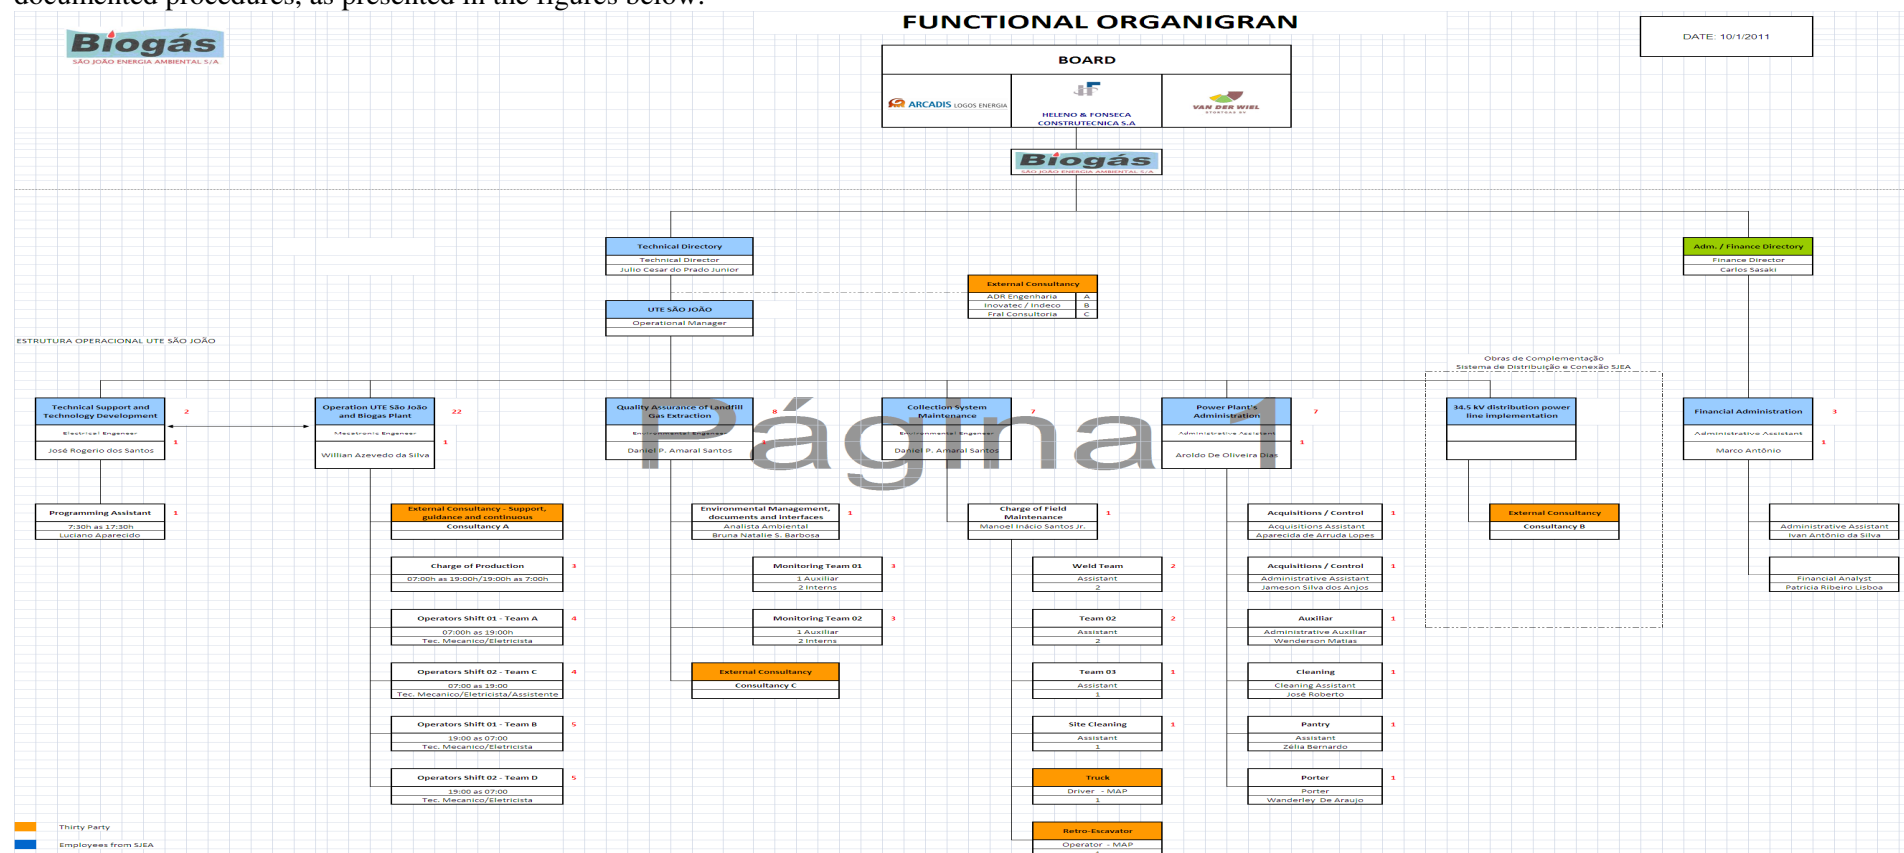 documented procedures, as presented in the figures below:
FUNCTIONAL ORGANIGRAN
DATE: 10/1/2011
Biogás
SÃO JOÃO ENERGIA AMBIENTAL S/A
BOARD
ARCADIS LOGOS ENERGIA
HELENO & FONSECA
CONSTRUTECNICA S.A
VAN DER WIEL
STORTGAS BV
Biogás
SÃO JOÃO ENERGIA AMBIENTAL S/A
Technical Directory
Technical Director
Julio Cesar do Prado Junior
Adm. / Finance Directory
Finance Director
Carlos Sasaki
External Consultancy
ADR Engenharia A
Inovatec / Indeco B
Fral Consultoria C
UTE SÃO JOÃO
Operational Manager
ESTRUTURA OPERACIONAL UTE SÃO JOÃO
Obras de Complementação
Sistema de Distribuição e Conexão SJEA
Technical Support and
Technology Development
2
Electrical Engeneer
1
José Rogerio dos Santos
Programming Assistant
1
7:30h as 17:30h
Luciano Aparecido
Operation UTE São João
and Biogas Plant
22
Mecatronic Engeneer
1
Willian Azevedo da Silva
External Consultancy - Support,
guidance and continuous
Consultancy A
Charge of Production
3
07:00h as 19:00h/19:00h as 7:00h
Operators Shift 01 - Team A
4
07:00h as 19:00h
Tec. Mecanico/Eletricista
Operators Shift 02 - Team C
4
07:00 as 19:00
Tec. Mecanico/Eletricista/Assistente
Operators Shift 01 - Team B
5
19:00 as 07:00
Tec. Mecanico/Eletricista
Operators Shift 02 - Team D
5
19:00 as 07:00
Tec. Mecanico/Eletricista
Quality Assurance of Landfill
Gas Extraction
8
Environmental Engeneer
1
Daniel P. Amaral Santos
Environmental Management,
documents and interfaces
1
Analista Ambiental
Bruna Natalie S. Barbosa
Monitoring Team 01
3
1 Auxiliar
2 Interns
Monitoring Team 02
3
1 Auxiliar
2 Interns
External Consultancy
Consultancy C
Collection System
Maintenance
7
Environmental Engeneer
Daniel P. Amaral Santos
Charge of Field
Maintenance
1
Manoel Inácio Santos Jr.
Weld Team
2
Assistant
2
Team 02
2
Assistant
2
Team 03
1
Assistant
1
Site Cleaning
1
Assistant
1
Truck
Driver - MAP
1
Retro-Escavator
Operator - MAP
Power Plant's
Administration
7
Administrative Assistant
1
Aroldo De Oliveira Dias
Acquisitions / Control
1
Acquisitions Assistant
Aparecida de Arruda Lopes
Acquisitions / Control
1
Administrative Assistant
Jameson Silva dos Anjos
Auxiliar
1
Administrative Auxiliar
Wenderson Matias
Cleaning
1
Cleaning Assistant
José Roberto
Pantry
1
Assistant
Zélia Bernardo
Porter
1
Porter
Wanderley De Araujo
34.5 kV distribution power
line implementation
External Consultancy
Consultancy B
Financial Administration
3
Administrative Assistant
1
Marco Antônio
Administrative Assistant
Ivan Antônio da Silva
Financial Analyst
Patricia Ribeiro Lisboa
Página 1
Thirty Party
Employees from SJEA